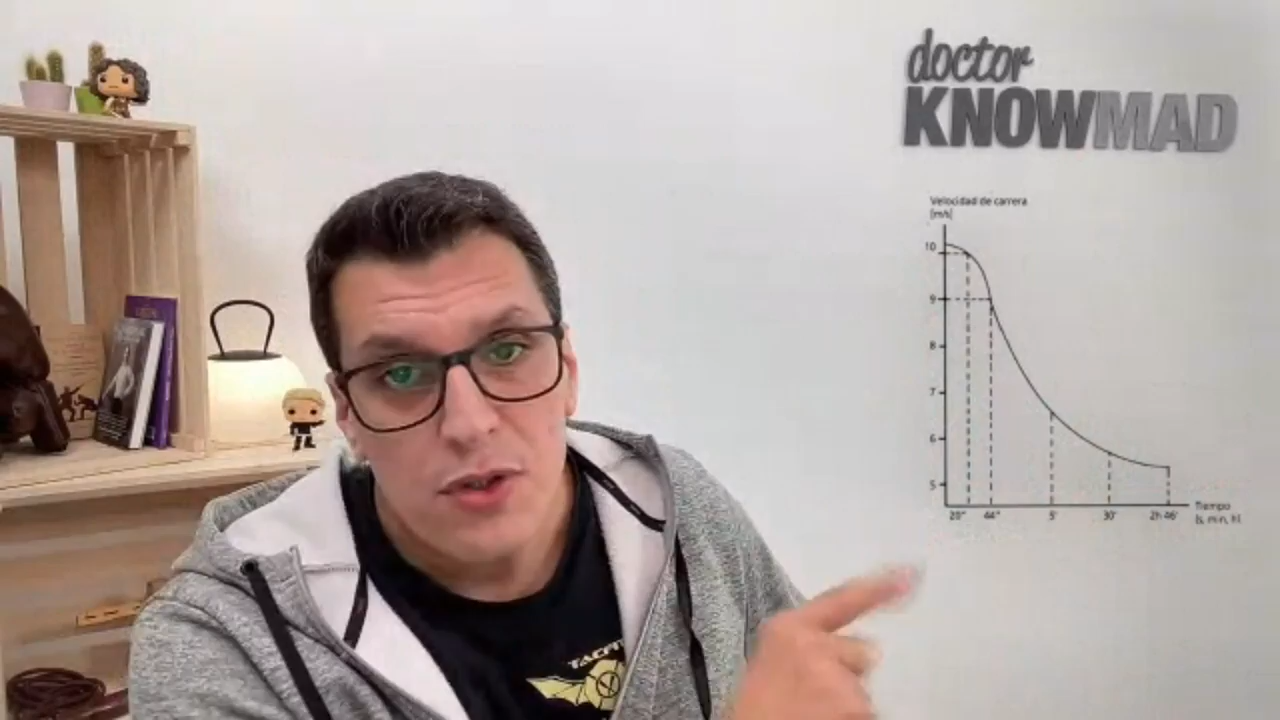 doctor
KNOWMAD
Velocidad de carrera
[m/s]
10
9
8
7
6
5
20"
44"
5'
30'
2h 46'
Tiempo
[s, min, h]